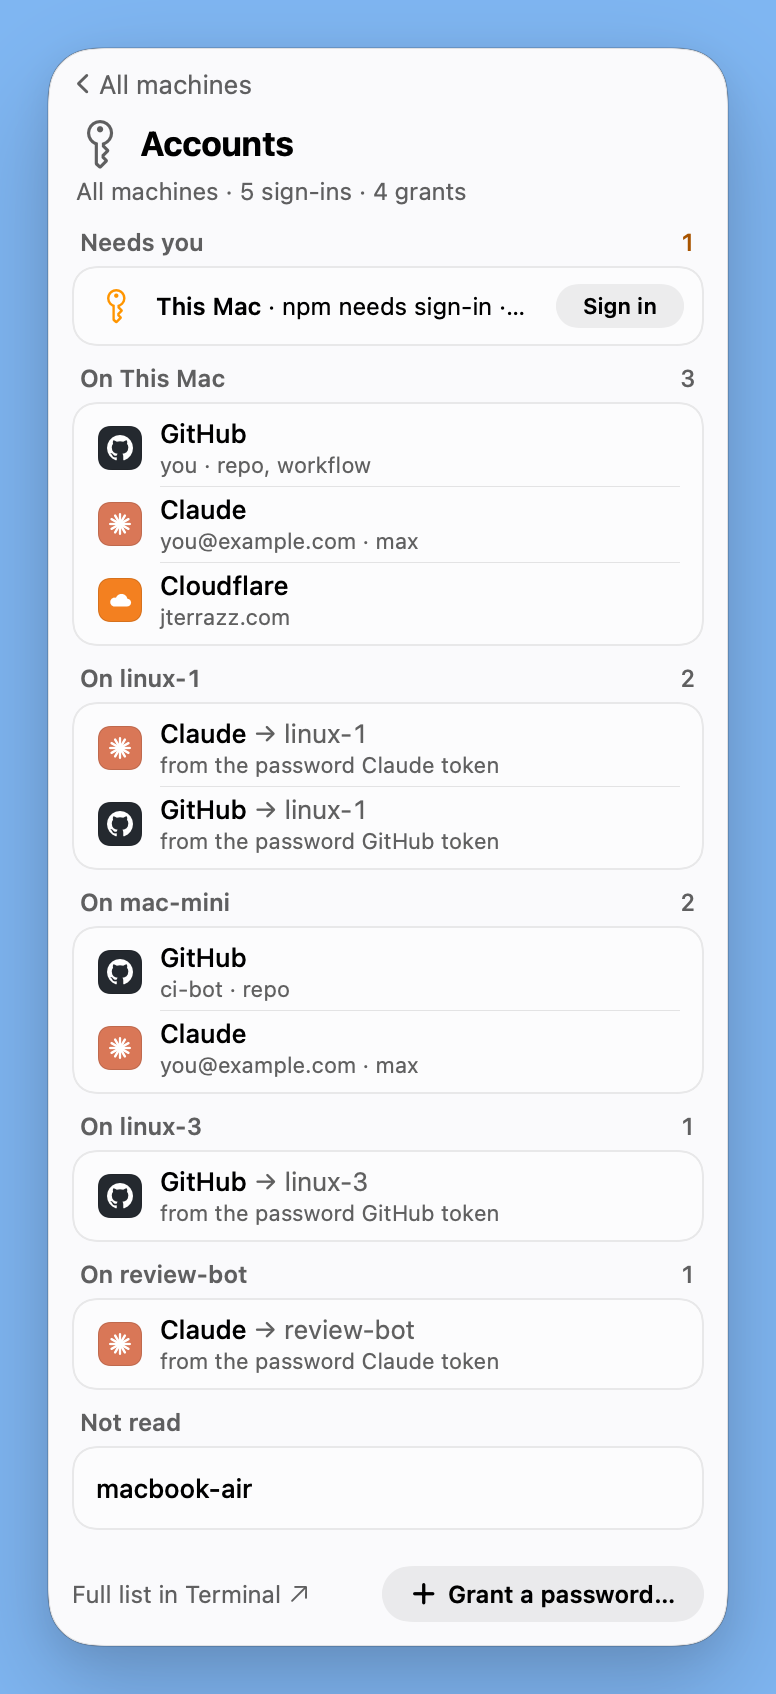 All machines
Accounts
All machines · 5 sign-ins · 4 grants
Needs you 1
This Mac · npm needs sign-in ·... Sign in
On This Mac 3
GitHub
you · repo, workflow
Claude
you@example.com · max
Cloudflare
jterrazz.com
On linux-1 2
Claude → linux-1
from the password Claude token
GitHub → linux-1
from the password GitHub token
On mac-mini 2
GitHub
ci-bot · repo
Claude
you@example.com · max
On linux-3 1
GitHub → linux-3
from the password GitHub token
On review-bot 1
Claude → review-bot
from the password Claude token
Not read
macbook-air
Full list in Terminal ↗ + Grant a password...